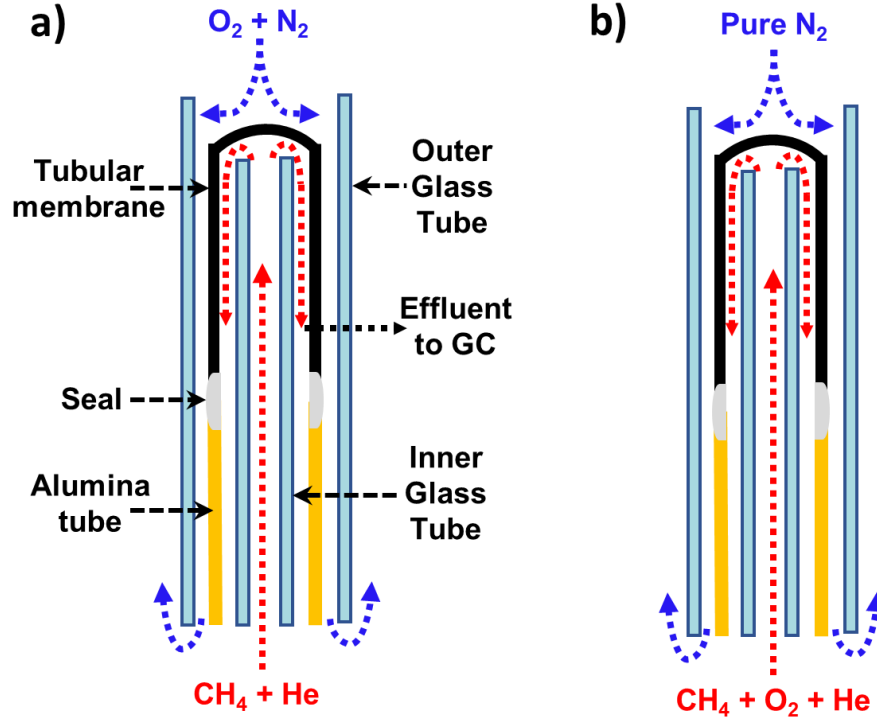 a)
O₂ + N₂
Tubular
membrane
Outer
Glass
Tube
Effluent
to GC
Seal
Alumina
tube
Inner
Glass
Tube
CH₄ + He
b)
Pure N₂
CH₄ + O₂ + He